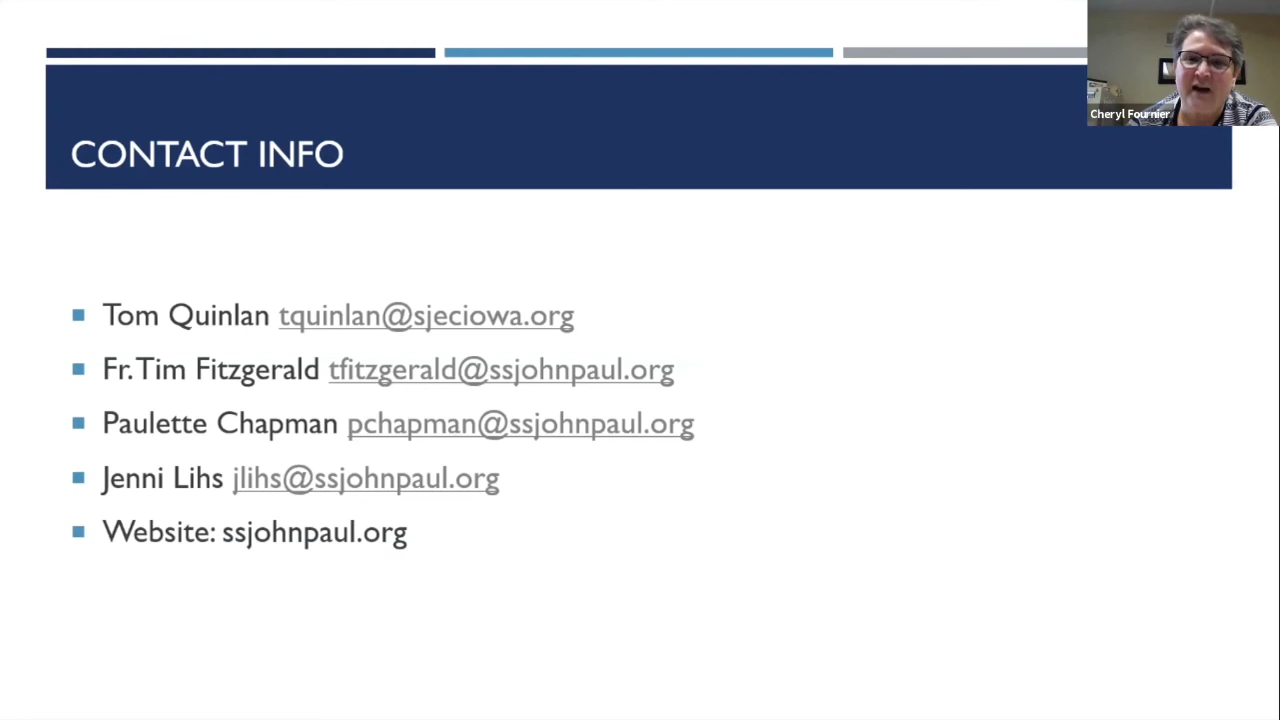 Cheryl Fournier
CONTACT INFO
Tom Quinlan tquinlan@sjeciowa.org
Fr. Tim Fitzgerald tfitzgerald@ssjohnpaul.org
Paulette Chapman pchapman@ssjohnpaul.org
Jenni Lihs jlihs@ssjohnpaul.org
Website: ssjohnpaul.org